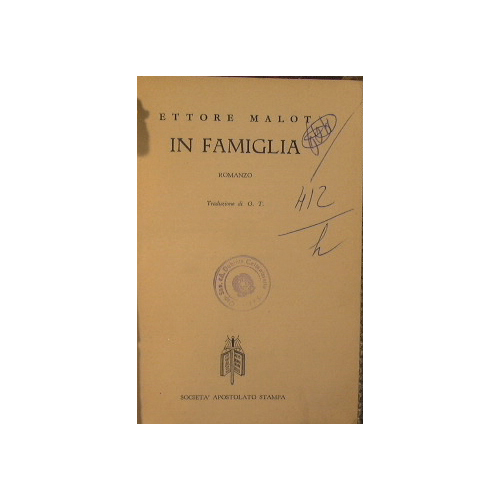 ETTORE MALOT
IN FAMIGLIA
ROMANZO
Traduzione di O. T.
412
h
SOCIETA' APOSTOLATO STAMPA